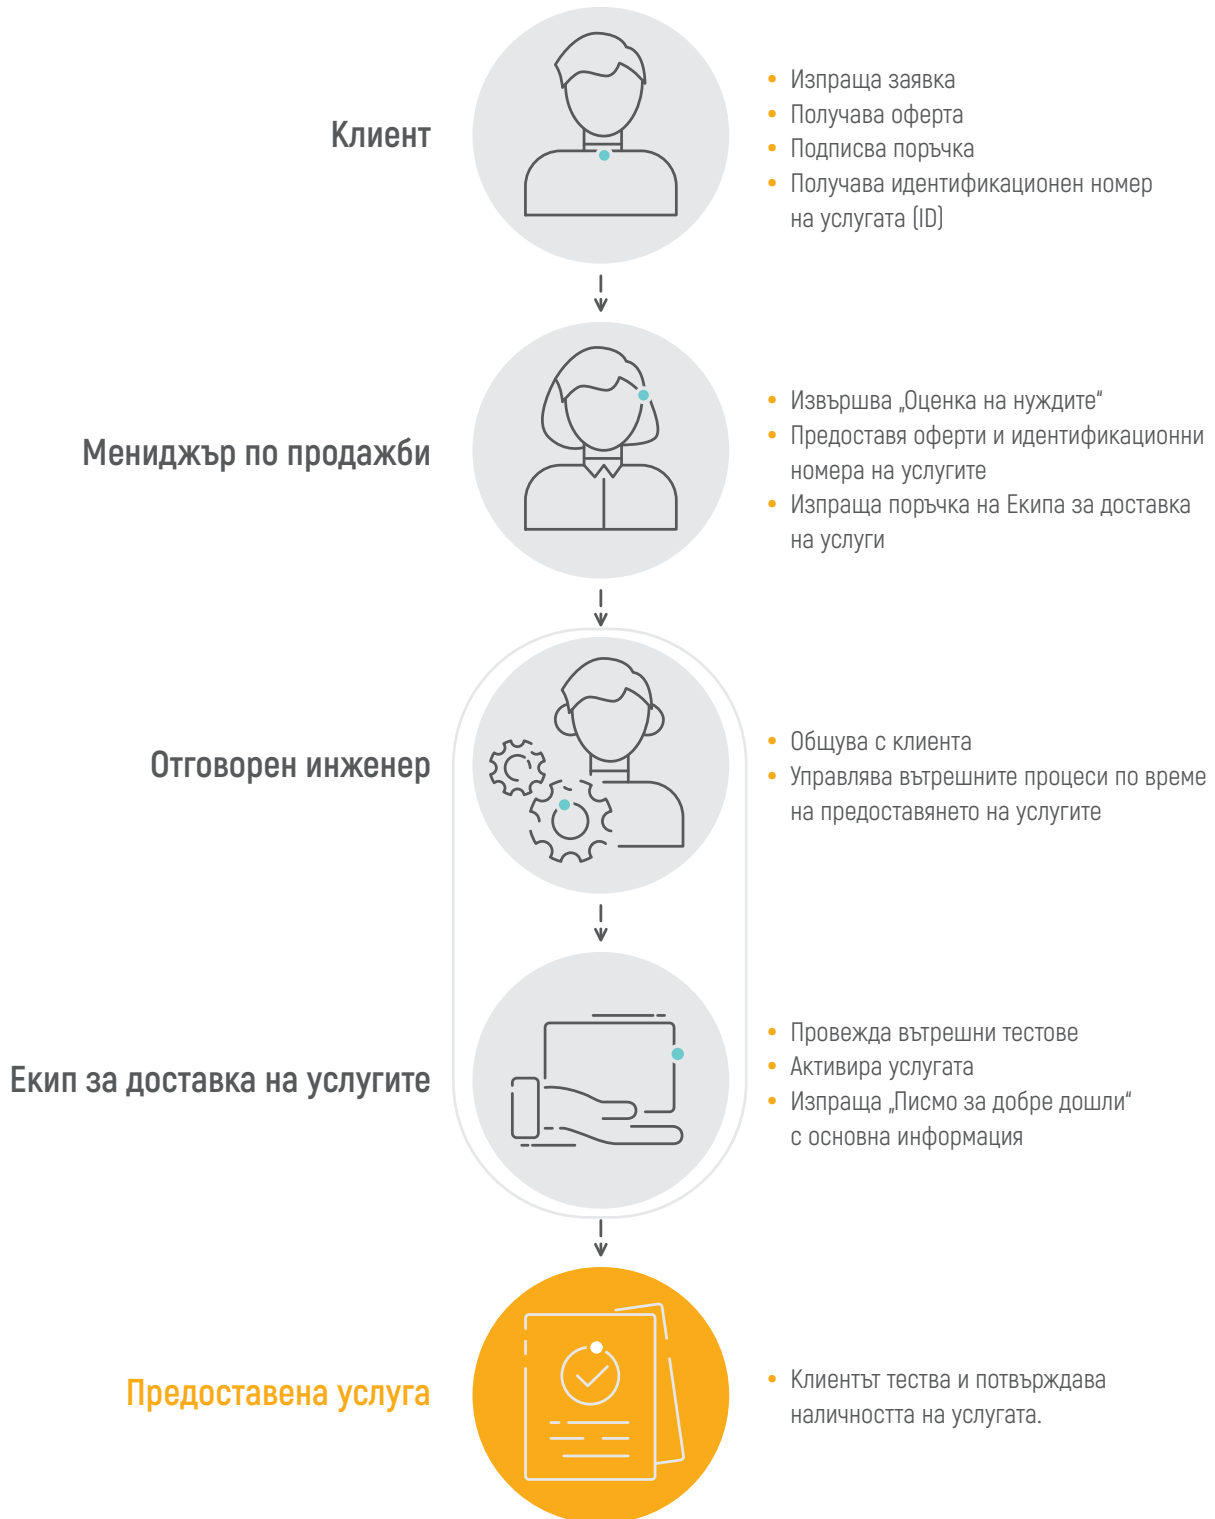 Клиент
• Изпраща заявка
• Получава оферта
• Подписва поръчка
• Получава идентификационен номер
на услугата (ID)
Мениджър по продажби
• Извършва „Оценка на нуждите“
• Предоставя оферти и идентификационни
номера на услугите
• Изпраща поръчка на Екипа за доставка
на услуги
Отговорен инженер
• Общува с клиента
• Управлява вътрешните процеси по време
на предоставянето на услугите
Екип за доставка на услугите
• Провежда вътрешни тестове
• Активира услугата
• Изпраща „Писмо за добре дошли“
с основна информация
Предоставена услуга
• Клиентът тества и потвърждава
наличността на услугата.